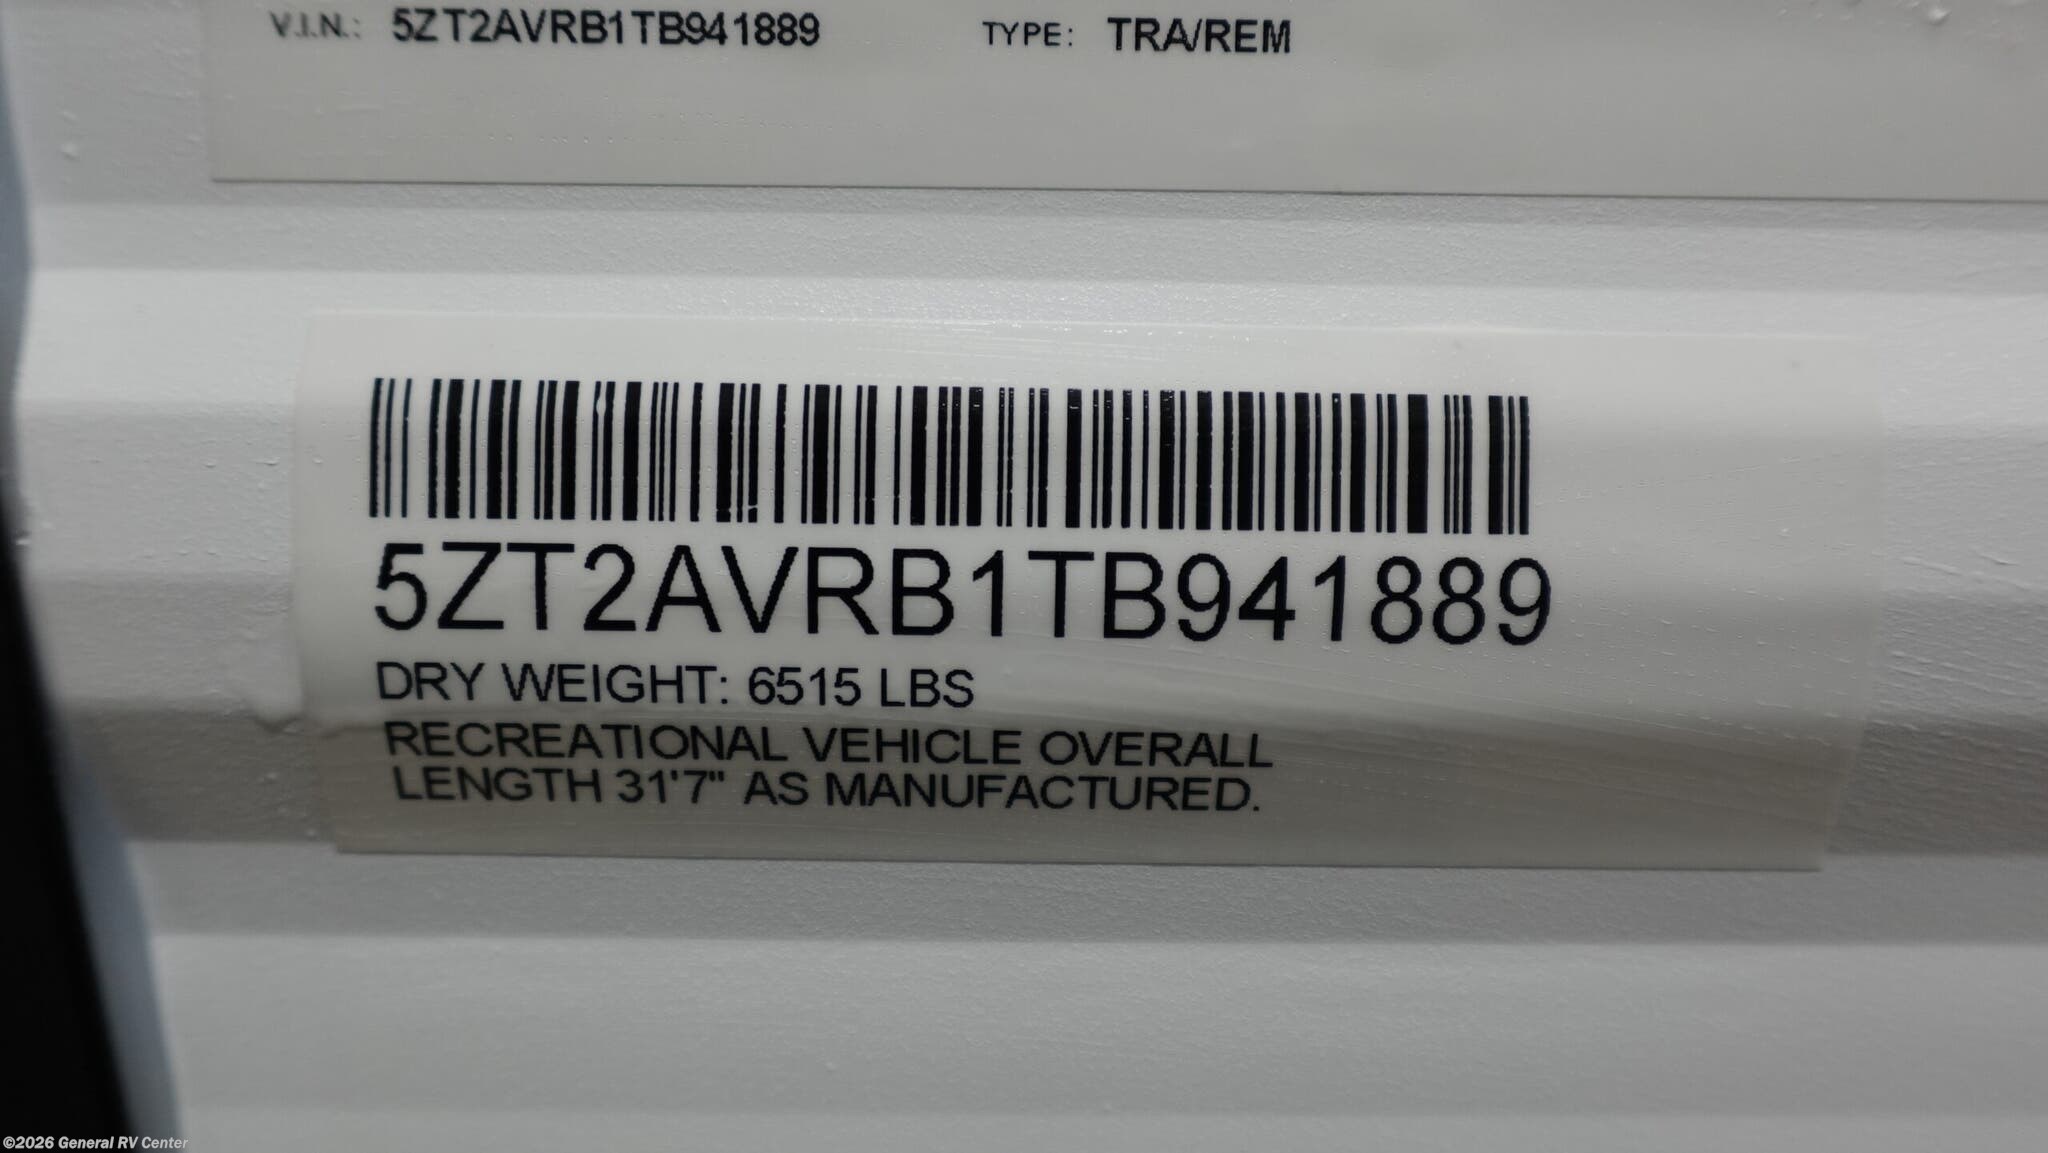 V.I.N.: 5ZT2AVRB1TB941889 TYPE: TRA/REM
5ZT2AVRB1TB941889
DRY WEIGHT: 6515 LBS
RECREATIONAL VEHICLE OVERALL
LENGTH 31'7" AS MANUFACTURED.
©2026 General RV Center